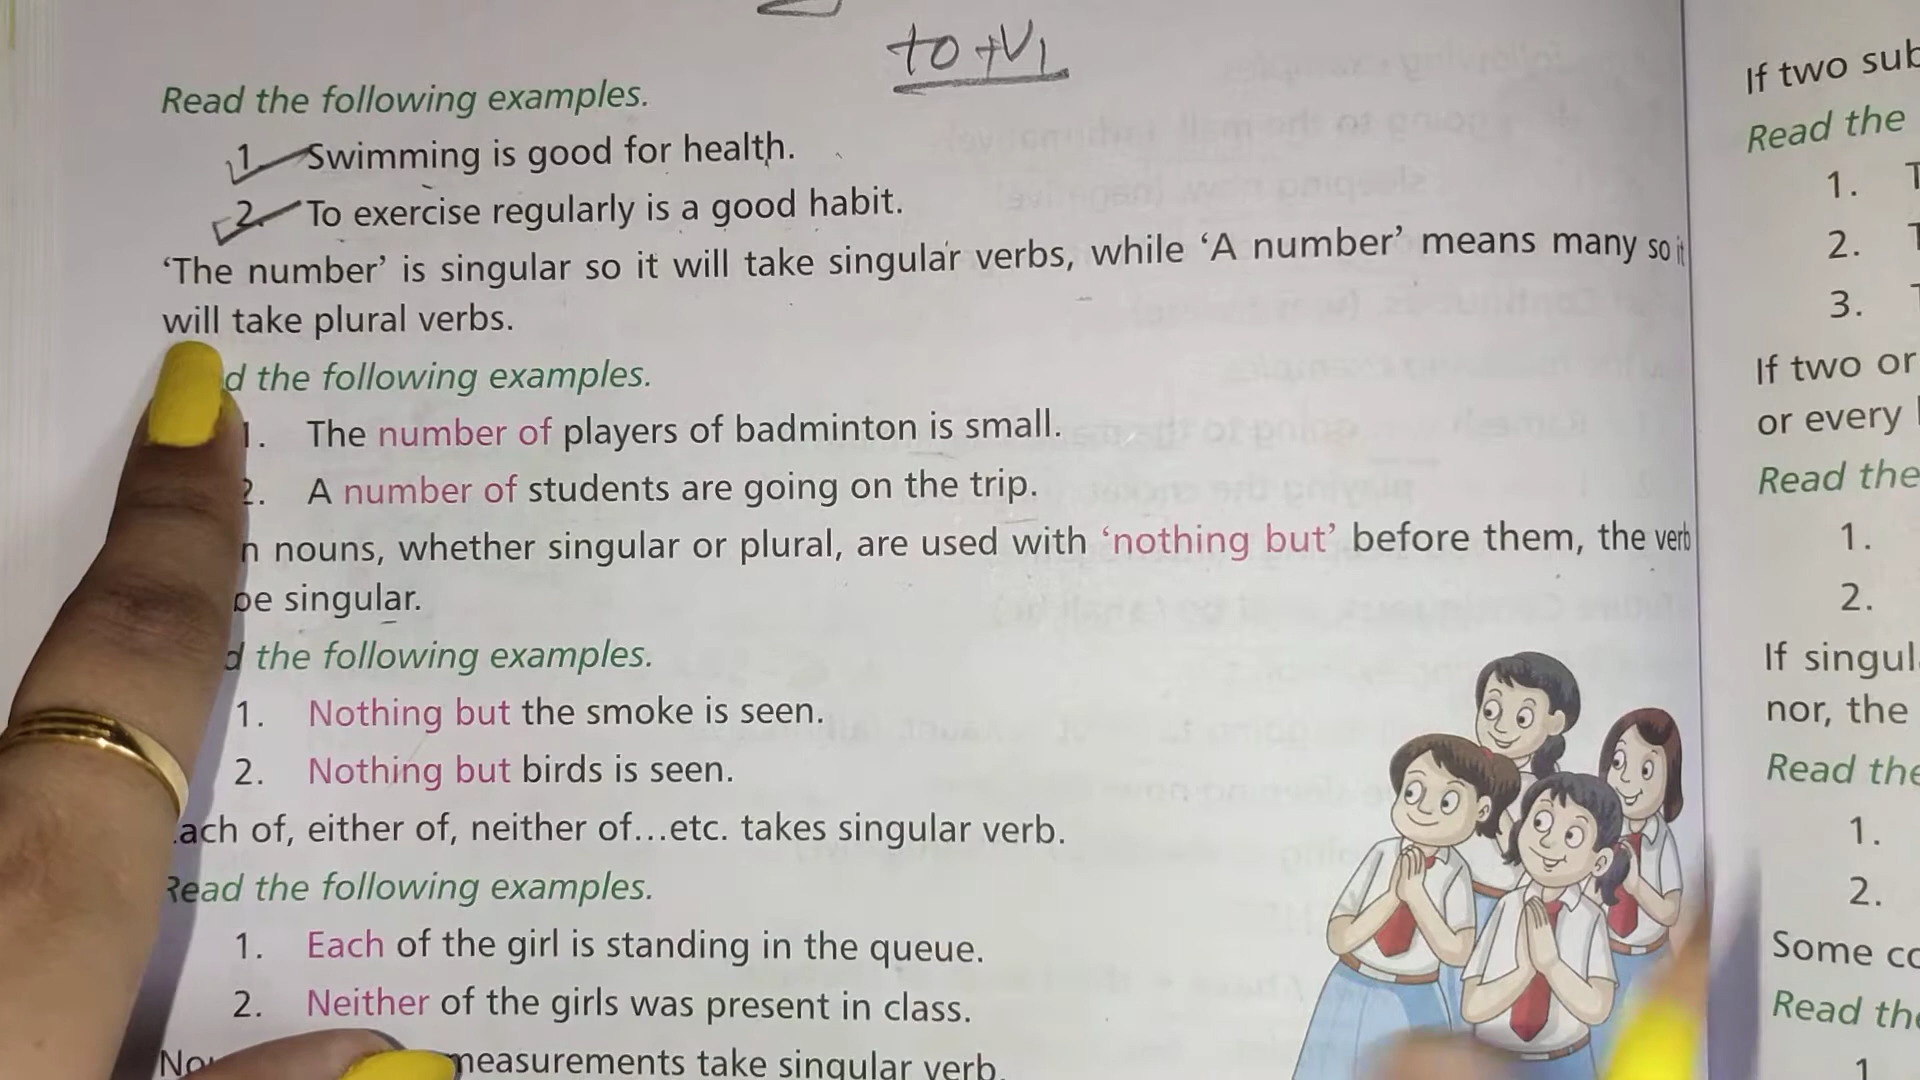 to + V1
Read the following examples.
1. Swimming is good for health.
2. To exercise regularly is a good habit.
‘The number’ is singular so it will take singular verbs, while ‘A number’ means many so it
will take plural verbs.
the following examples.
1. The number of players of badminton is small.
2. A number of students are going on the trip.
nouns, whether singular or plural, are used with ‘nothing but’ before them, the verb
be singular.
the following examples.
1. Nothing but the smoke is seen.
2. Nothing but birds is seen.
ach of, either of, neither of...etc. takes singular verb.
Read the following examples.
1. Each of the girl is standing in the queue.
2. Neither of the girls was present in class.
measurements take singular verb.
If two sub
Read the
1. T
2. T
3. T
If two or
or every
Read the
1.
2.
If singul
nor, the
Read the
1.
2.
Some co
Read the
1